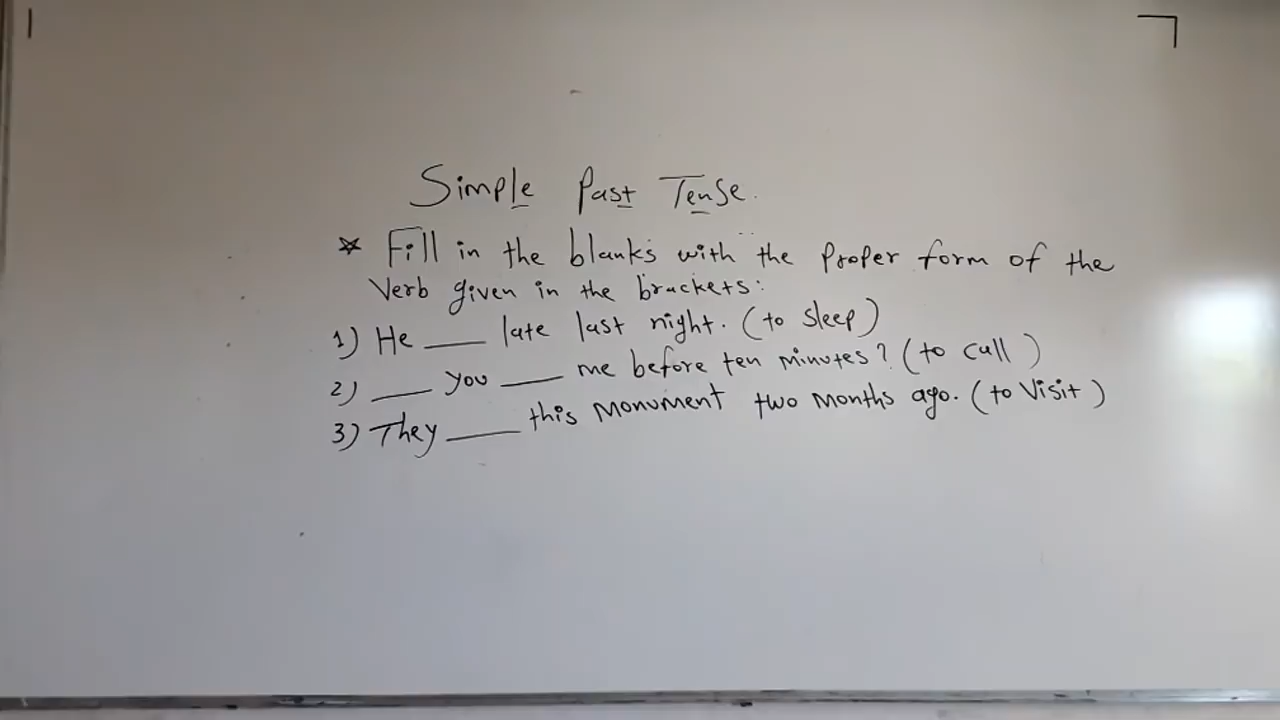 Simple Past Tense.
* Fill in the blanks with the proper form of the
Verb given in the brackets:
1) He ____ late last night. (to sleep)
2) ____ you ____ me before ten minutes? (to call)
3) They ____ this monument two months ago. (to visit)